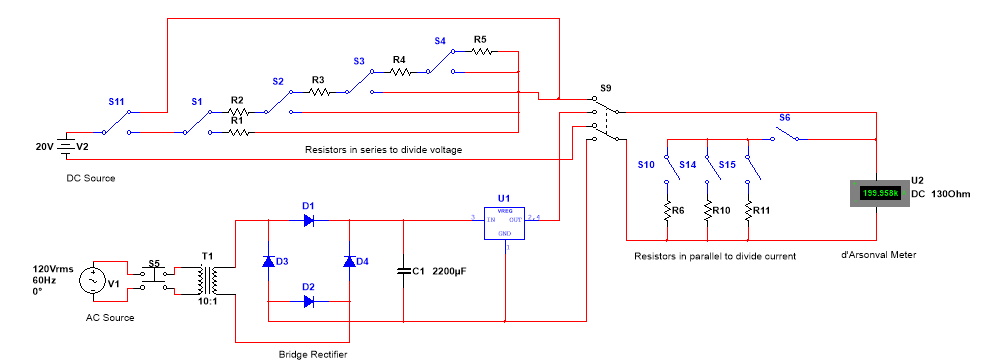 S4
R5
S3
R4
S9
S2
R3
S11
S1
R2
R1
S6
20V
V2
Resistors in series to divide voltage
DC Source
S10
S14
S15
U2
199.958k
DC 130Ohm
R6
R10
R11
Resistors in parallel to divide current
d'Arsonval Meter
D1
U1
VREG
3
IN
OUT
2,4
GND
1
120Vrms
60Hz
0°
V1
S5
T1
10:1
D3
D4
C1
2200µF
D2
AC Source
Bridge Rectifier